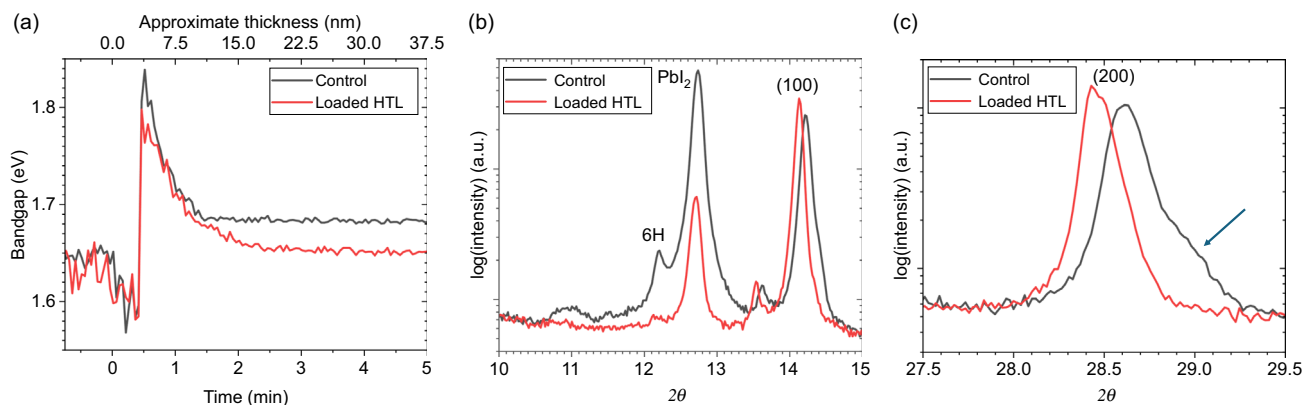 (a)
Approximate thickness (nm)
0.0 7.5 15.0 22.5 30.0 37.5
Control
Loaded HTL
1.8
1.7
1.6
Bandgap (eV)
0 1 2 3 4 5
Time (min)
(b)
Control
Loaded HTL
PbI2
(100)
6H
log(intensity) (a.u.)
10 11 12 13 14 15
2θ
(c)
Control
Loaded HTL
(200)
log(intensity) (a.u.)
27.5 28.0 28.5 29.0 29.5
2θ